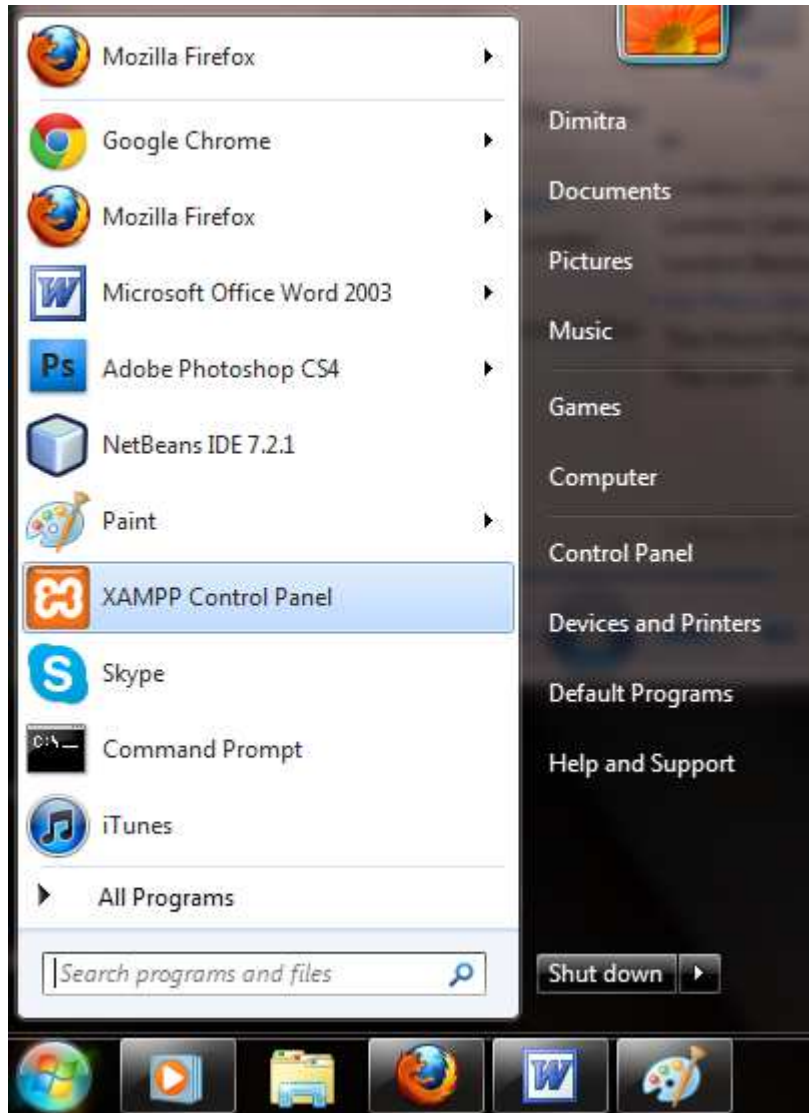 Mozilla Firefox
Google Chrome
Mozilla Firefox
Microsoft Office Word 2003
Ps
Adobe Photoshop CS4
NetBeans IDE 7.2.1
Paint
XAMPP Control Panel
Skype
C:\_
Command Prompt
iTunes
All Programs
Search programs and files
Dimitra
Documents
Pictures
Music
Games
Computer
Control Panel
Devices and Printers
Default Programs
Help and Support
Shut down